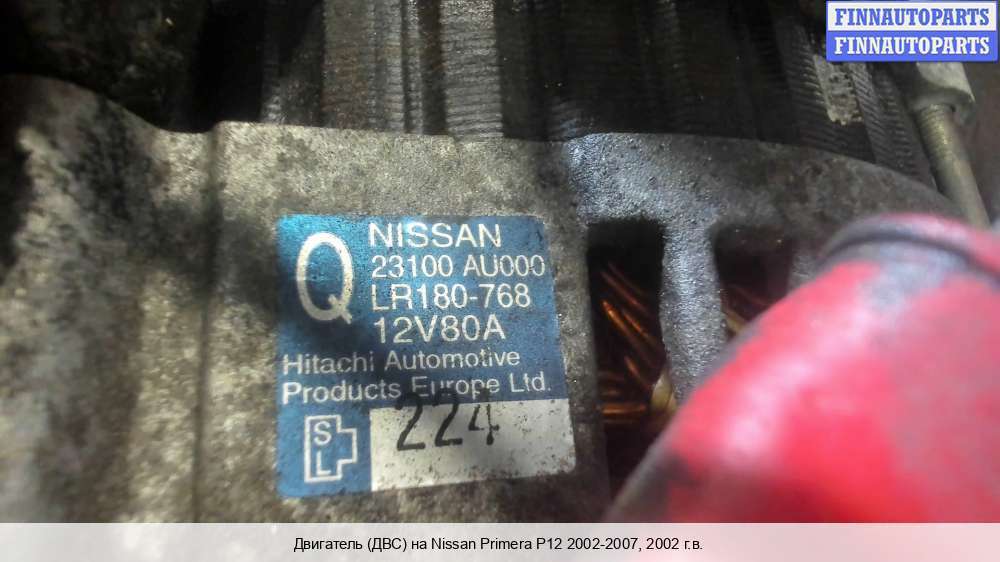 FINNAUTOPARTS
FINNAUTOPARTS
Q
NISSAN
23100 AU000
LR180-768
12V80A
Hitachi Automotive
Products Europe Ltd.
224
S
L
Двигатель (ДВС) на Nissan Primera P12 2002-2007, 2002 г.в.